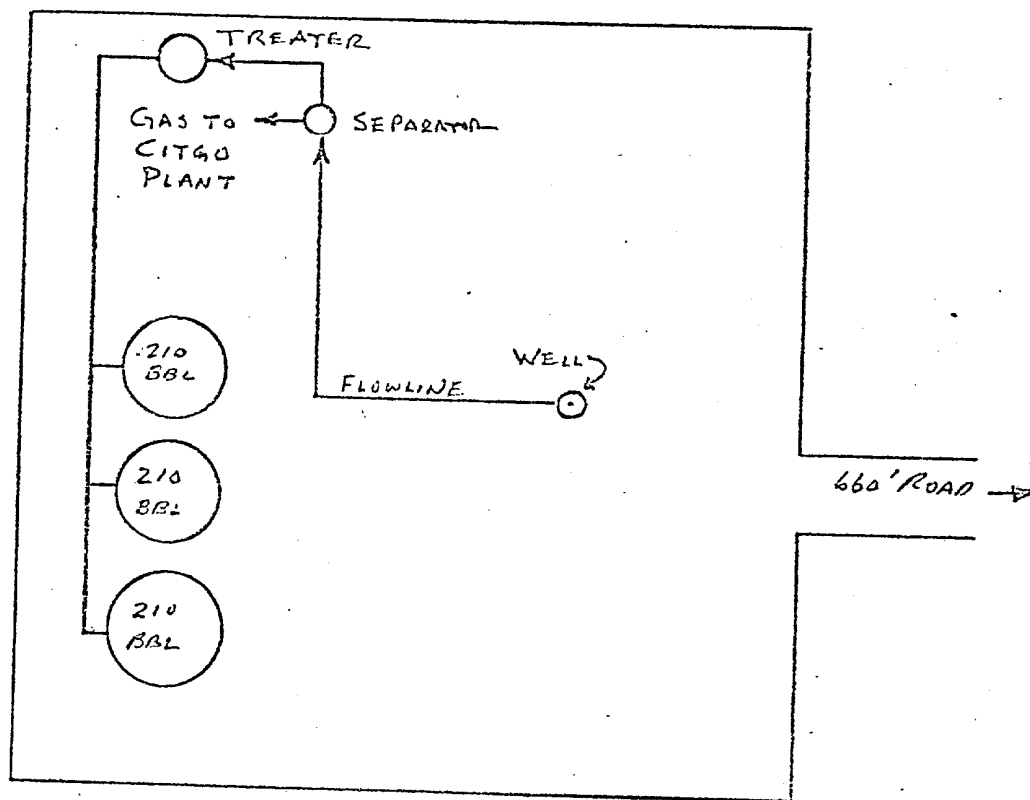 TREATER
GAS TO
CITGO
PLANT
SEPARATOR
210
BBL
WELL
FLOWLINE
210
BBL
660' ROAD
210
BBL